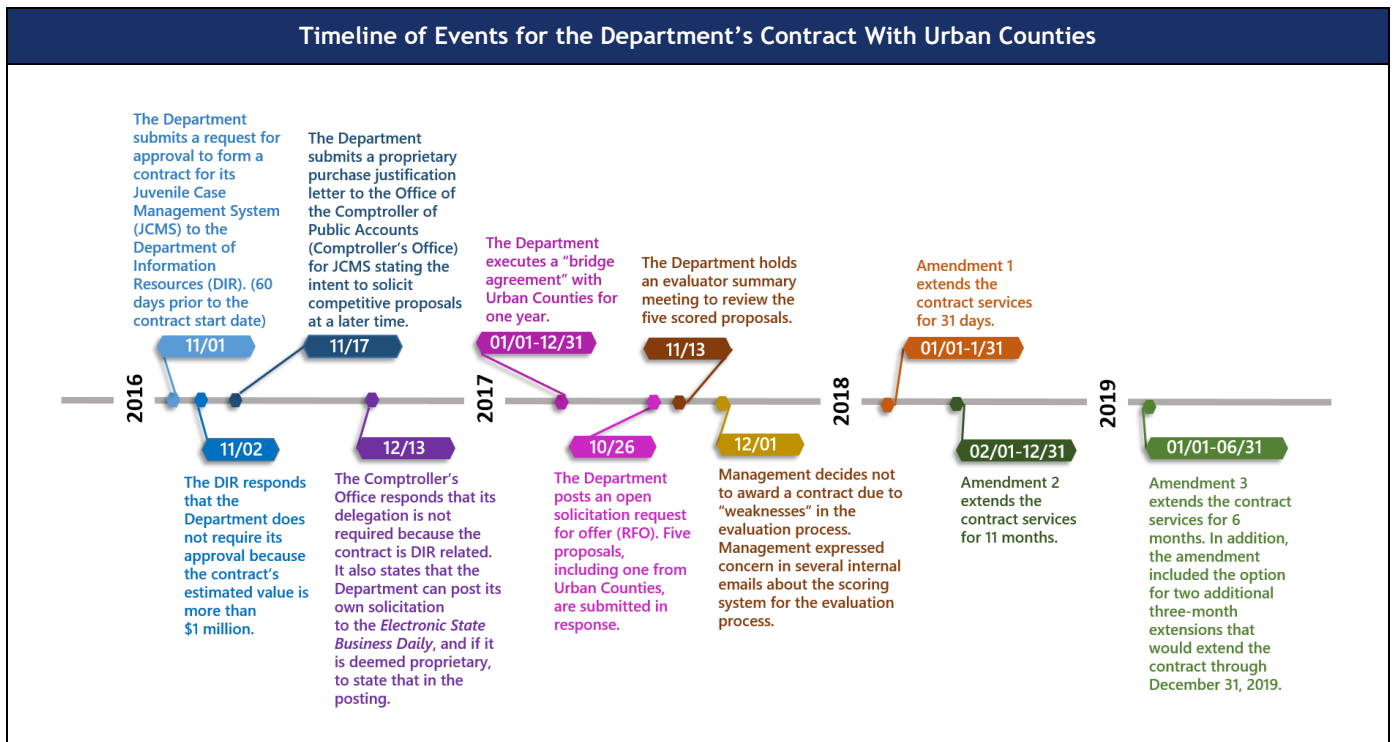 Timeline of Events for the Department’s Contract With Urban Counties
The Department
submits a request for
approval to form a
contract for its
Juvenile Case
Management System
(JCMS) to the
Department of
Information
Resources (DIR). (60
days prior to the
contract start date)
11/01
The Department
submits a proprietary
purchase justification
letter to the Office of
the Comptroller of
Public Accounts
(Comptroller’s Office)
for JCMS stating the
intent to solicit
competitive proposals
at a later time.
11/17
The Department
executes a “bridge
agreement” with
Urban Counties for
one year.
01/01-12/31
The Department holds
an evaluator summary
meeting to review the
five scored proposals.
11/13
Amendment 1
extends the
contract services
for 31 days.
01/01-1/31
2016
2017
2018
2019
11/02
The DIR responds
that the
Department does
not require its
approval because
the contract’s
estimated value is
more than
$1 million.
12/13
The Comptroller’s
Office responds that its
delegation is not
required because the
contract is DIR related.
It also states that the
Department can post its
own solicitation
to the Electronic State
Business Daily, and if it
is deemed proprietary,
to state that in the
posting.
10/26
The Department
posts an open
solicitation request
for offer (RFO). Five
proposals,
including one from
Urban Counties,
are submitted in
response.
12/01
Management decides not
to award a contract due to
“weaknesses” in the
evaluation process.
Management expressed
concern in several internal
emails about the scoring
system for the evaluation
process.
02/01-12/31
Amendment 2
extends the
contract services
for 11 months.
01/01-06/31
Amendment 3
extends the contract
services for 6
months. In addition,
the amendment
included the option
for two additional
three-month
extensions that
would extend the
contract through
December 31, 2019.